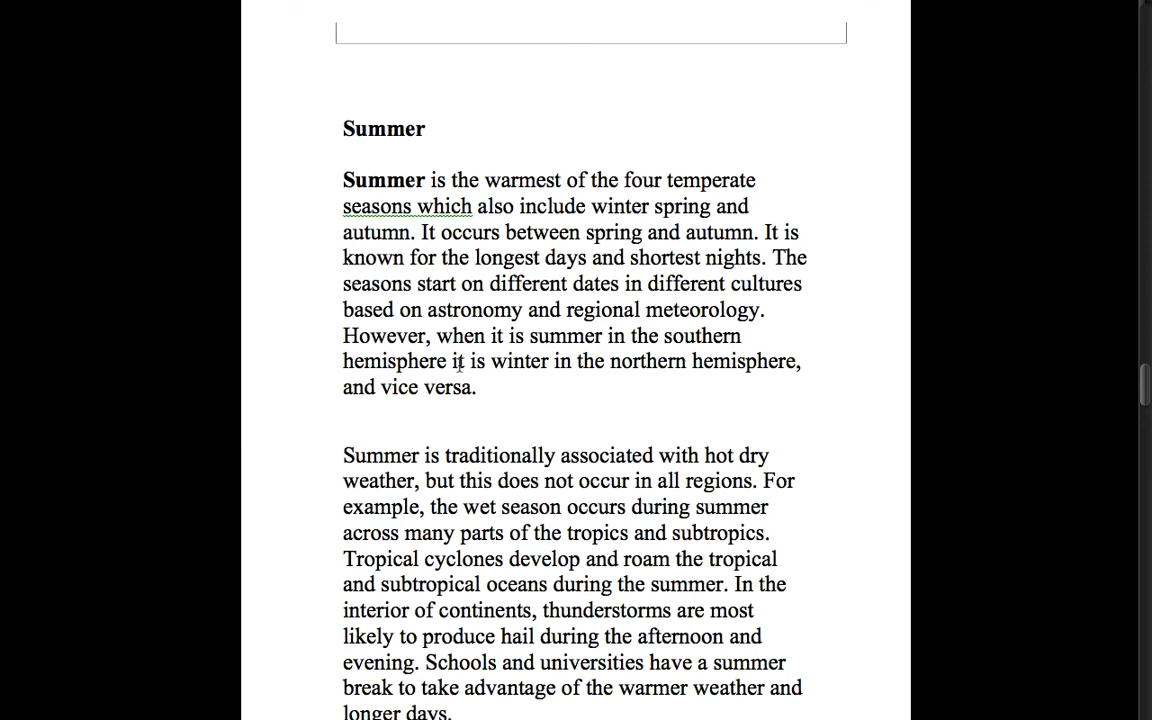 Summer
Summer is the warmest of the four temperate
seasons which also include winter spring and
autumn. It occurs between spring and autumn. It is
known for the longest days and shortest nights. The
seasons start on different dates in different cultures
based on astronomy and regional meteorology.
However, when it is summer in the southern
hemisphere it is winter in the northern hemisphere,
and vice versa.
Summer is traditionally associated with hot dry
weather, but this does not occur in all regions. For
example, the wet season occurs during summer
across many parts of the tropics and subtropics.
Tropical cyclones develop and roam the tropical
and subtropical oceans during the summer. In the
interior of continents, thunderstorms are most
likely to produce hail during the afternoon and
evening. Schools and universities have a summer
break to take advantage of the warmer weather and
longer days.